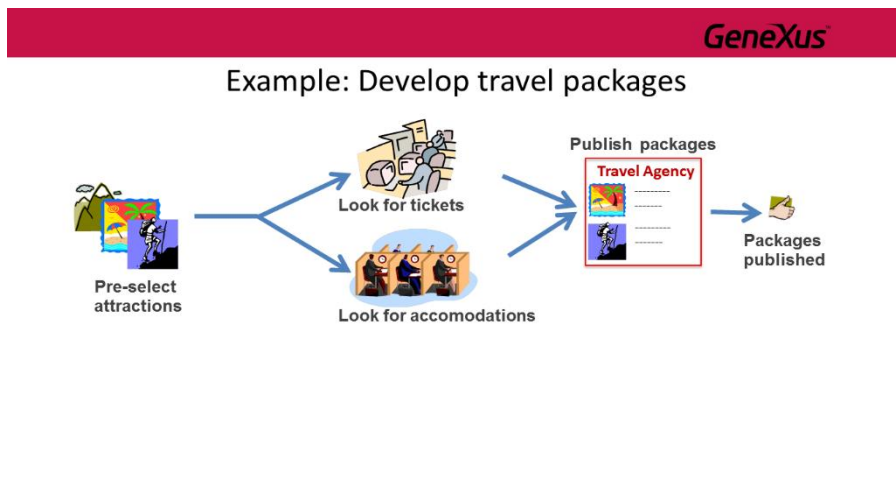 GeneXus
Example: Develop travel packages
Pre-select
attractions
Look for tickets
Look for accomodations
Publish packages
Travel Agency
Packages
published